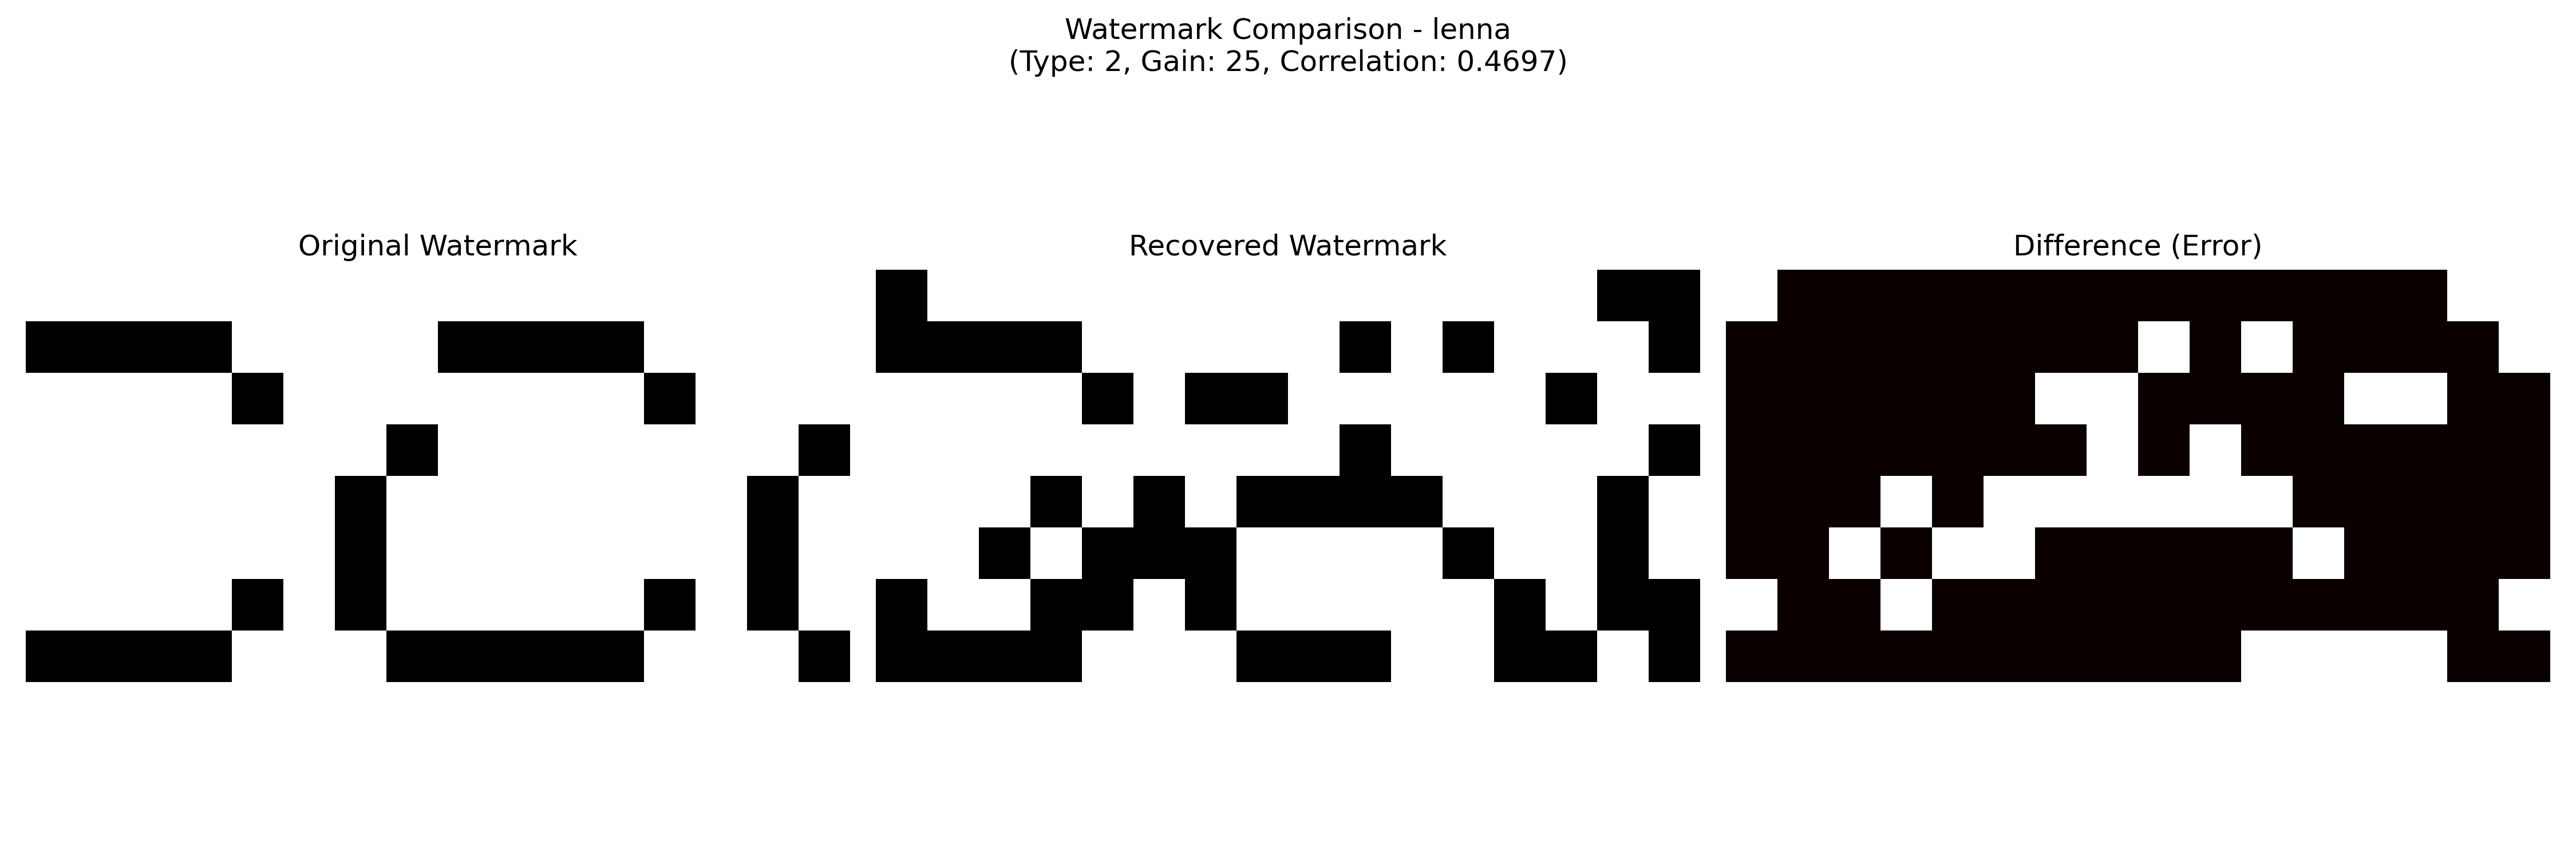 Watermark Comparison - lenna
(Type: 2, Gain: 25, Correlation: 0.4697)
Original Watermark
Recovered Watermark
Difference (Error)